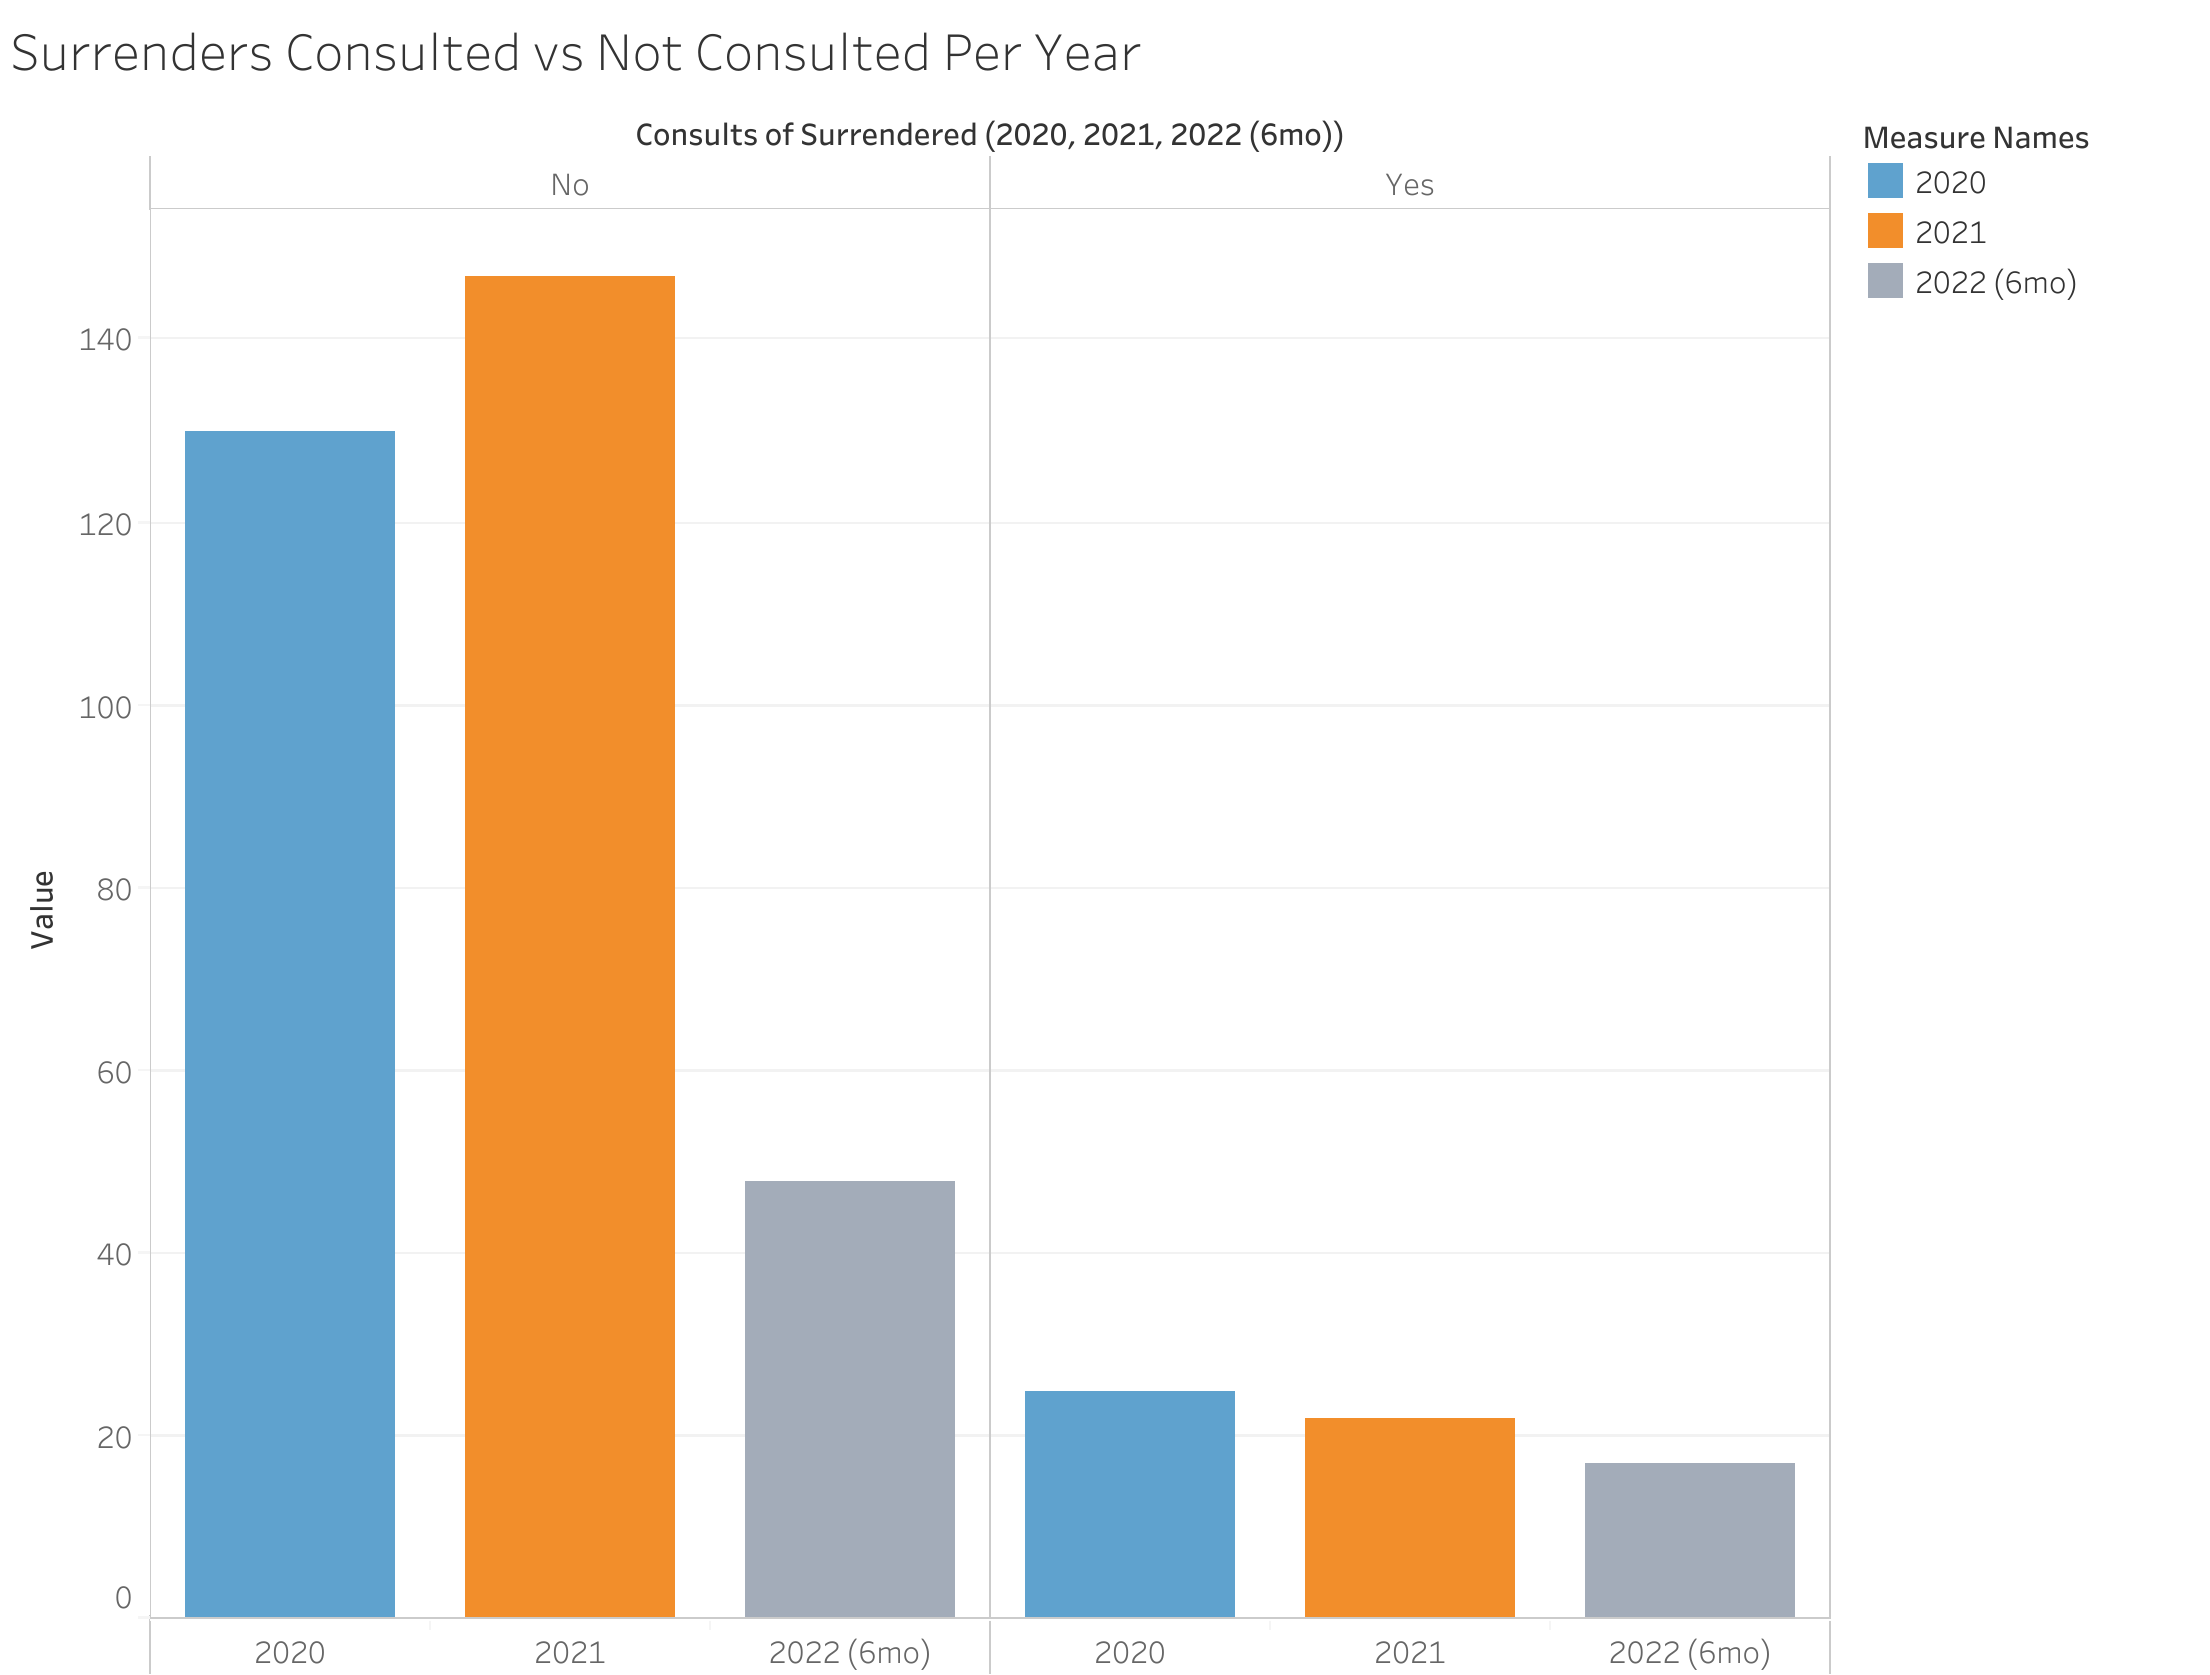 Surrenders Consulted vs Not Consulted Per Year
Consults of Surrendered (2020, 2021, 2022 (6mo))
No
Yes
Measure Names
2020
2021
2022 (6mo)
Value
140
120
100
80
60
40
20
0
2020
2021
2022 (6mo)
2020
2021
2022 (6mo)